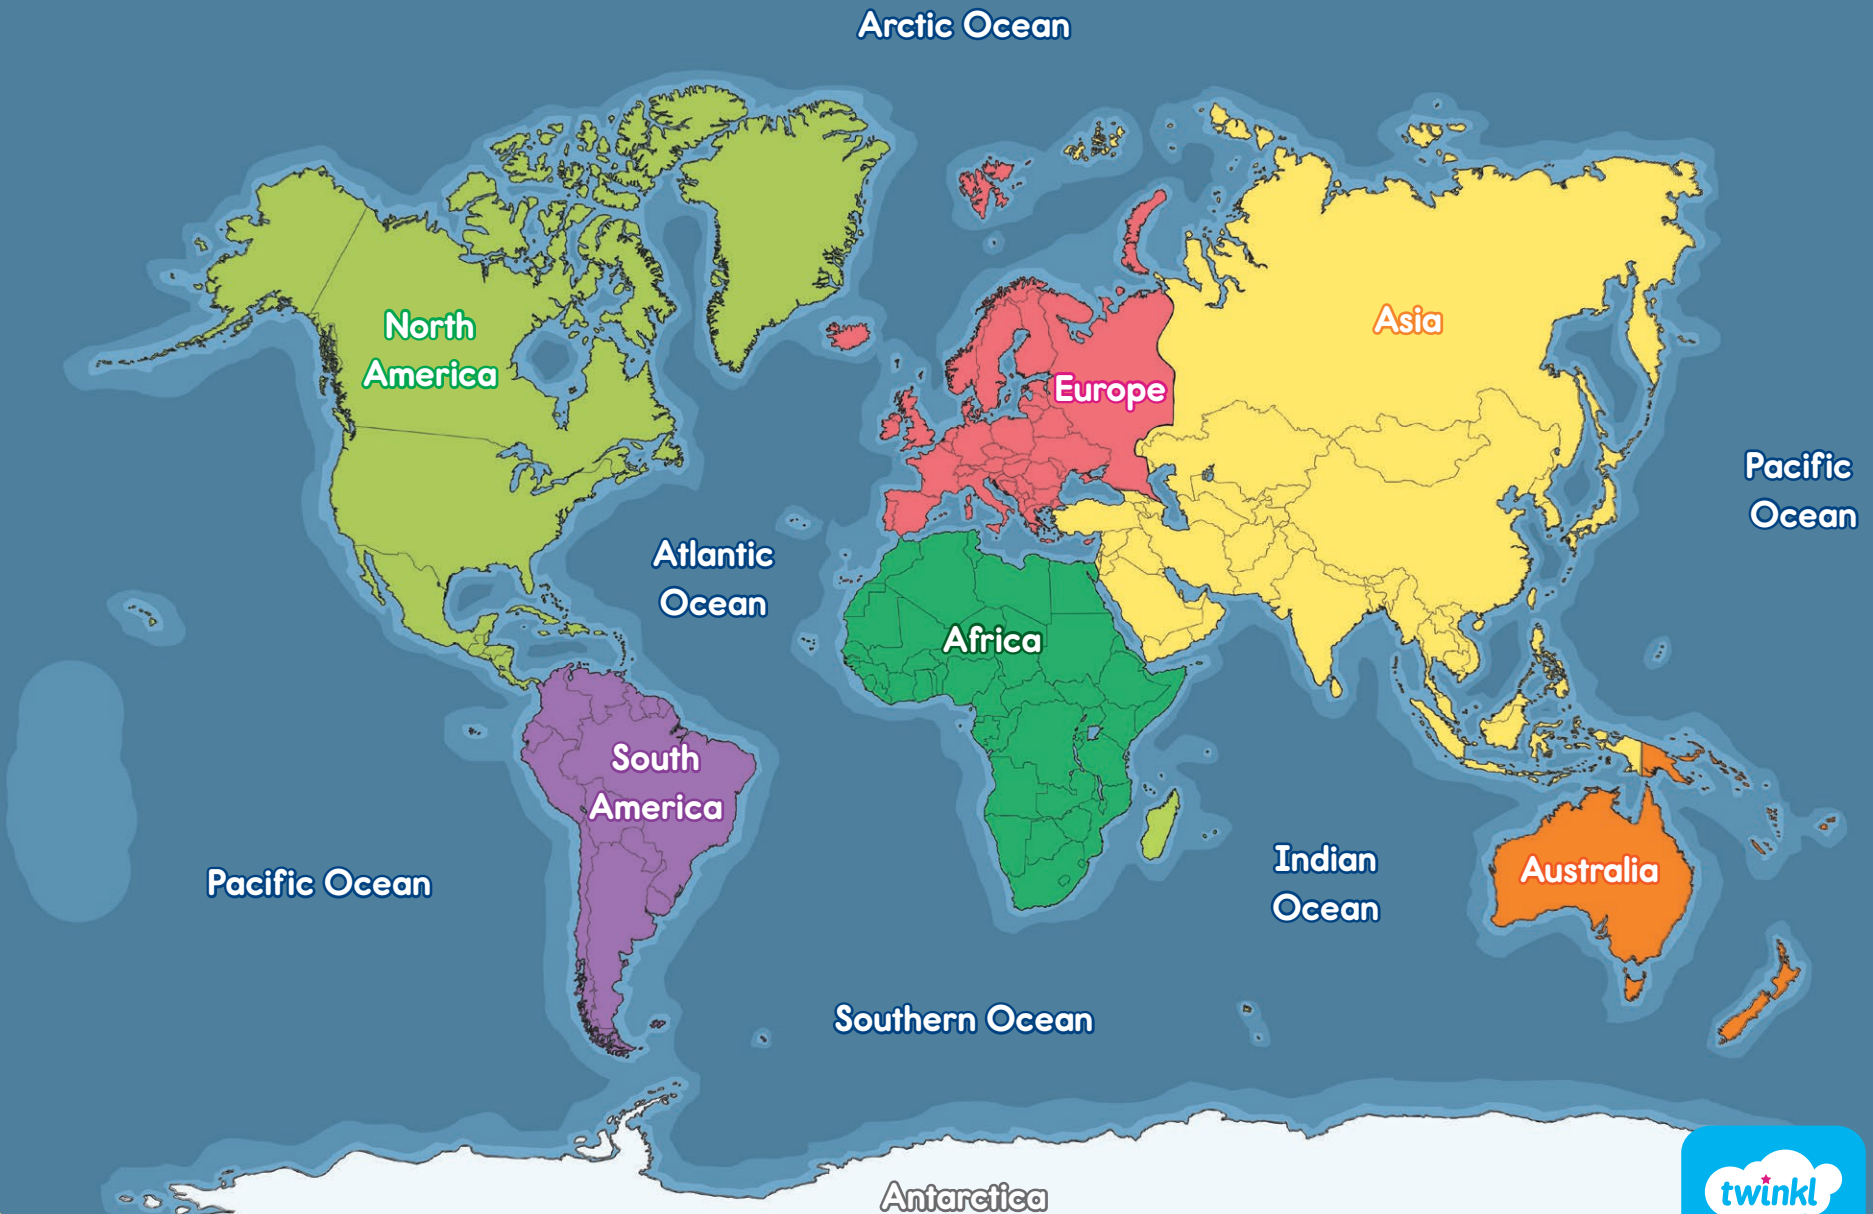 Arctic Ocean
North
America
Asia
Europe
Pacific
Ocean
Atlantic
Ocean
Africa
South
America
Pacific Ocean
Indian
Ocean
Australia
Southern Ocean
Antarctica
twinkl